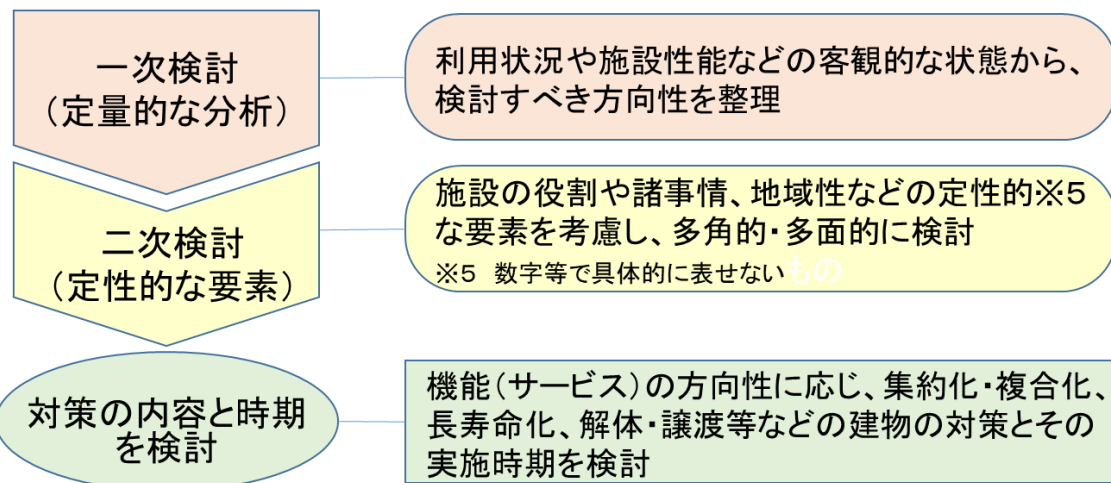 一次検討
（定量的な分析）
利用状況や施設性能などの客観的な状態から、
検討すべき方向性を整理
二次検討
（定性的な要素）
施設の役割や諸事情、地域性などの定性的※5
な要素を考慮し、多角的・多面的に検討
※5　数字等で具体的に表せないもの
対策の内容と時期
を検討
機能（サービス）の方向性に応じ、集約化・複合化、
長寿命化、解体・譲渡等などの建物の対策とその
実施時期を検討